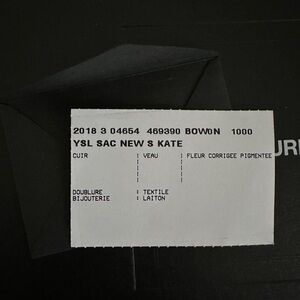 2018 3 04654 469390 BOW0N 1000
YSL SAC NEW S KATE
CUIR : VEAU : FLEUR CORRIGEE PIGMENTEE
DOUBLURE : TEXTILE
BIJOUTERIE : LAITON